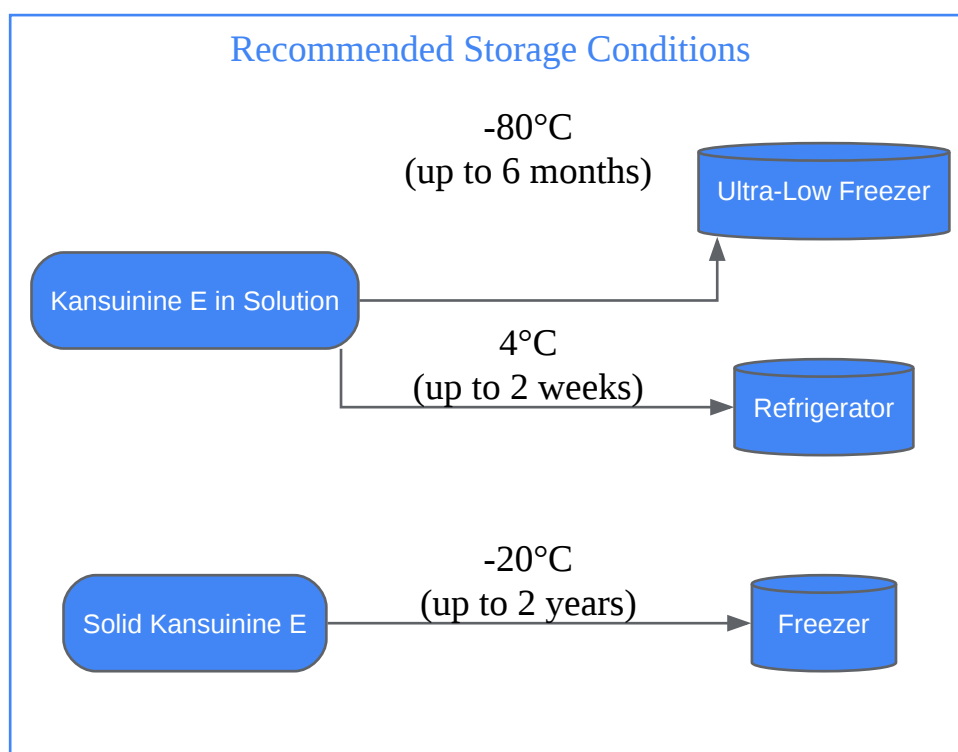 Recommended Storage Conditions
-80°C
(up to 6 months)
Ultra-Low Freezer
Kansuinine E in Solution
4°C
(up to 2 weeks)
Refrigerator
-20°C
(up to 2 years)
Solid Kansuinine E
Freezer